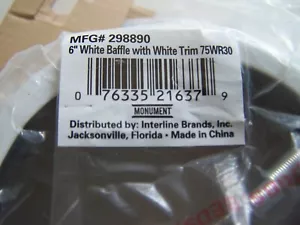 MFG# 298890
6" White Baffle with White Trim 75WR30
0 76335 21637 9
MONUMENT
Distributed by: Interline Brands, Inc.
Jacksonville, Florida • Made in China